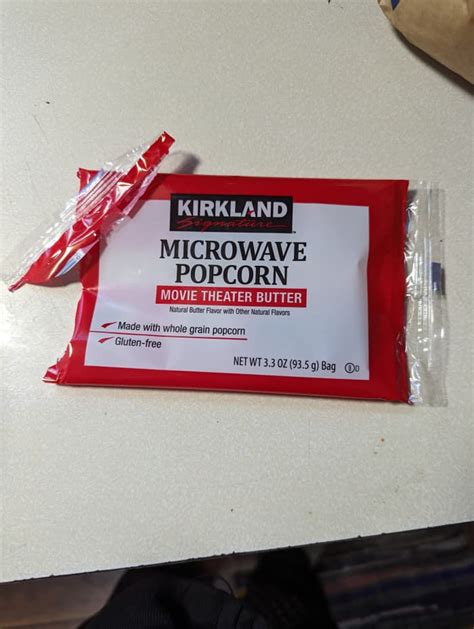 KIRKLAND
Signature
MICROWAVE
POPCORN
MOVIE THEATER BUTTER
Natural Butter Flavor with Other Natural Flavors
Made with whole grain popcorn
Gluten-free
NET WT 3.3 OZ (93.5 g) Bag Ⓤ D